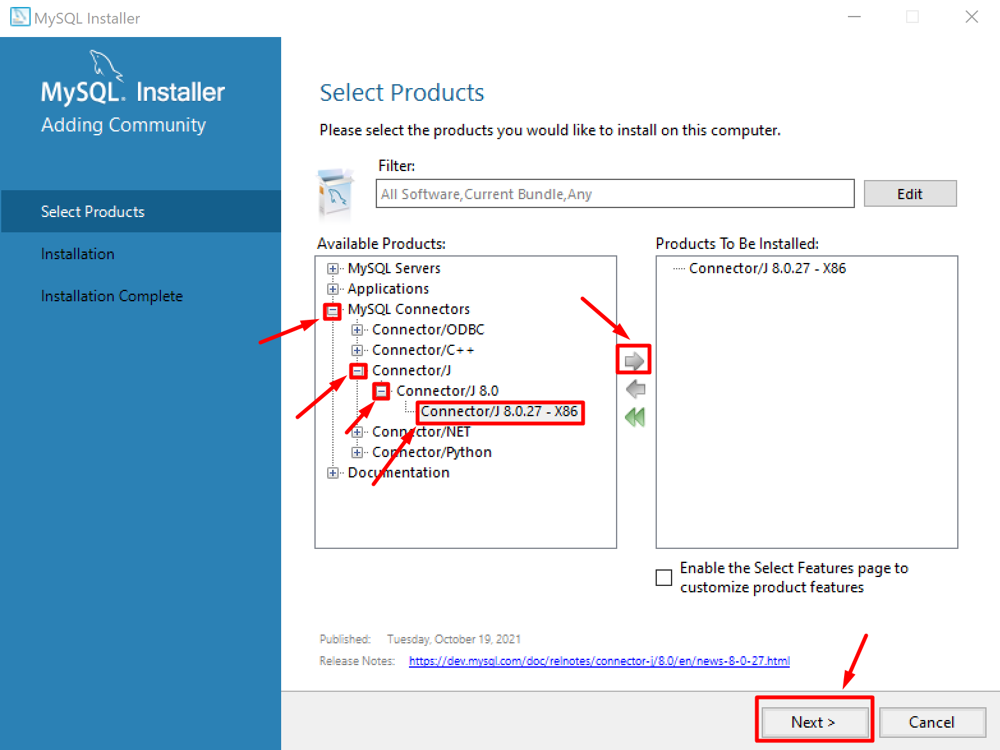 MySQL Installer
MySQL. Installer
Adding Community
Select Products
Installation
Installation Complete
Select Products
Please select the products you would like to install on this computer.
Filter:
All Software,Current Bundle,Any
Edit
Available Products:
MySQL Servers
Applications
MySQL Connectors
Connector/ODBC
Connector/C++
Connector/J
Connector/J 8.0
Connector/J 8.0.27 - X86
Connector/NET
Connector/Python
Documentation
Products To Be Installed:
Connector/J 8.0.27 - X86
Enable the Select Features page to
customize product features
Published: Tuesday, October 19, 2021
Release Notes: https://dev.mysql.com/doc/relnotes/connector-j/8.0/en/news-8-0-27.html
Next >
Cancel